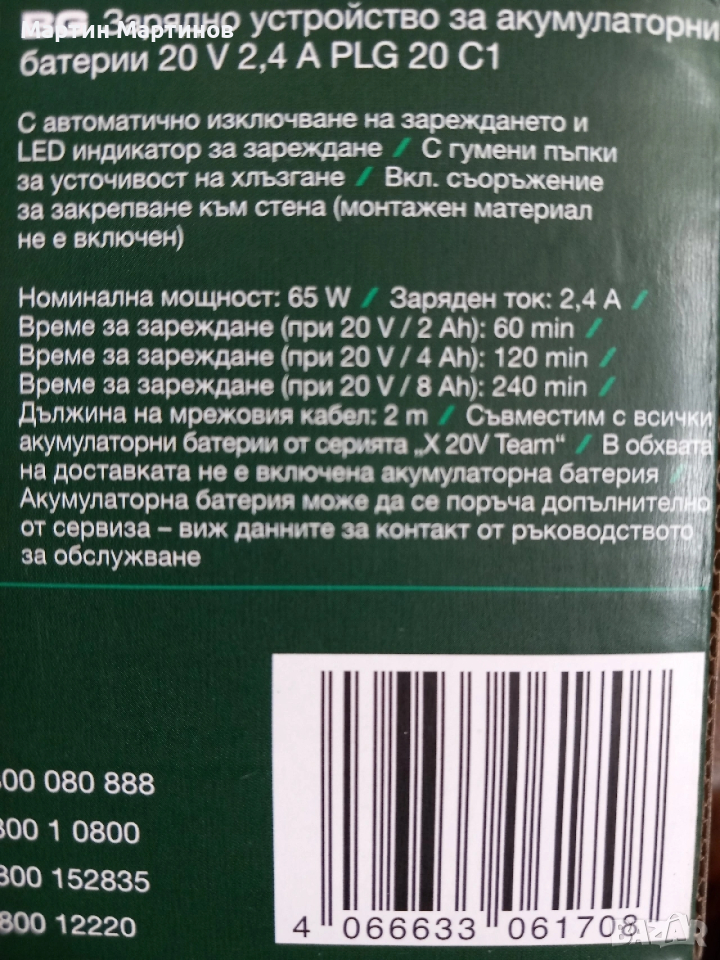 Мартин Мартинов
BG Зарядно устройство за акумулаторни
батерии 20 V 2,4 A PLG 20 C1
С автоматично изключване на зареждането и
LED индикатор за зареждане / С гумени пъпки
за усточивост на хлъзгане / Вкл. съоръжение
за закрепване към стена (монтажен материал
не е включен)
Номинална мощност: 65 W / Заряден ток: 2,4 A /
Време за зареждане (при 20 V / 2 Ah): 60 min /
Време за зареждане (при 20 V / 4 Ah): 120 min /
Време за зареждане (при 20 V / 8 Ah): 240 min /
Дължина на мрежовия кабел: 2 m / Съвместим с всички
акумулаторни батерии от серията „X 20V Team“ / В обхвата
на доставката не е включена акумулаторна батерия /
Акумулаторна батерия може да се поръча допълнително
от сервиза – виж данните за контакт от ръководството
за обслужване
800 080 888
800 1 0800
800 152835
0800 12220
4 066633 061708
BAZAR